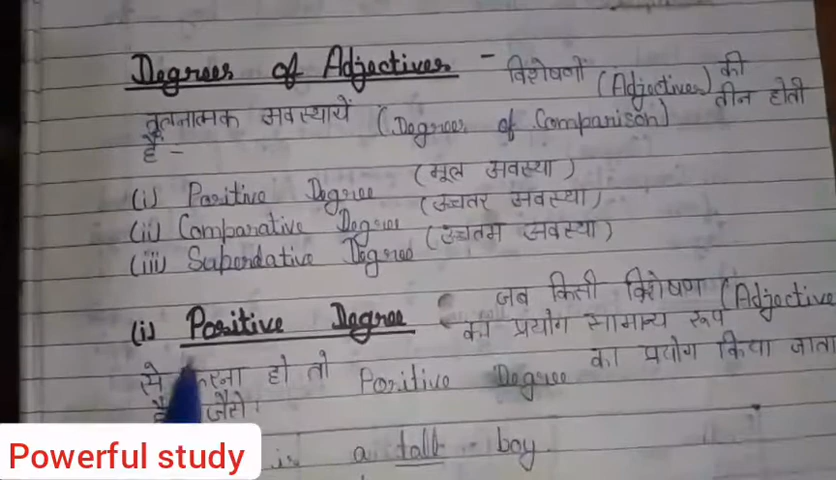 Degrees of Adjectives - विशेषणों (Adjectives) की
तुलनात्मक अवस्थायें (Degrees of Comparison) तीन होती
हैं -
(i) Positive Degree (मूल अवस्था)
(ii) Comparative Degree (उच्चतर अवस्था)
(iii) Suberdative Degree (उच्चतम अवस्था)
(i) Positive Degree जब किसी विशेषण (Adjective
का प्रयोग सामान्य रूप
से करना हो तो Positive Degree का प्रयोग किया जाता
है जैसे
is a tall boy
Powerful study